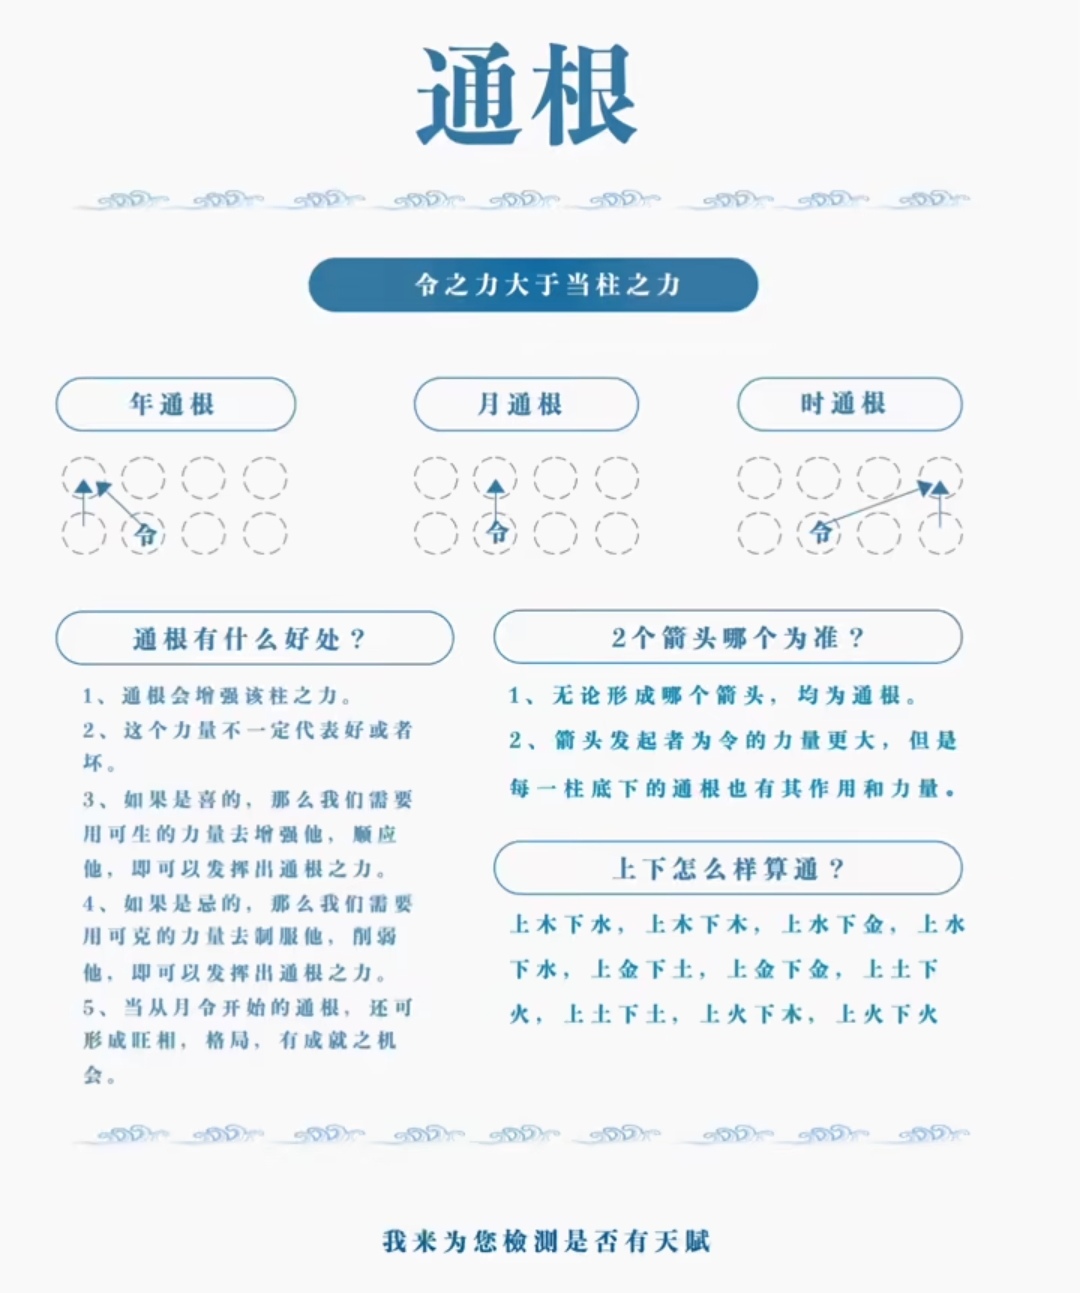 通根
令之力大于当柱之力
年通根
月通根
时通根
令
令
令
通根有什么好处？
1、通根会增强该柱之力。
2、这个力量不一定代表好或者
坏。
3、如果是喜的，那么我们需要
用可生的力量去增强他，顺应
他，即可以发挥出通根之力。
4、如果是忌的，那么我们需要
用可克的力量去制服他，削弱
他，即可以发挥出通根之力。
5、当从月令开始的通根，还可
形成旺相，格局，有成就之机
会。
2个箭头哪个为准？
1、无论形成哪个箭头，均为通根。
2、箭头发起者为令的力量更大，但是
每一柱底下的通根也有其作用和力量。
上下怎么样算通？
上木下水，上木下木，上水下金，上水
下水，上金下土，上金下金，上土下
火，上土下土，上火下木，上火下火
我来为您檢測是否有天賦